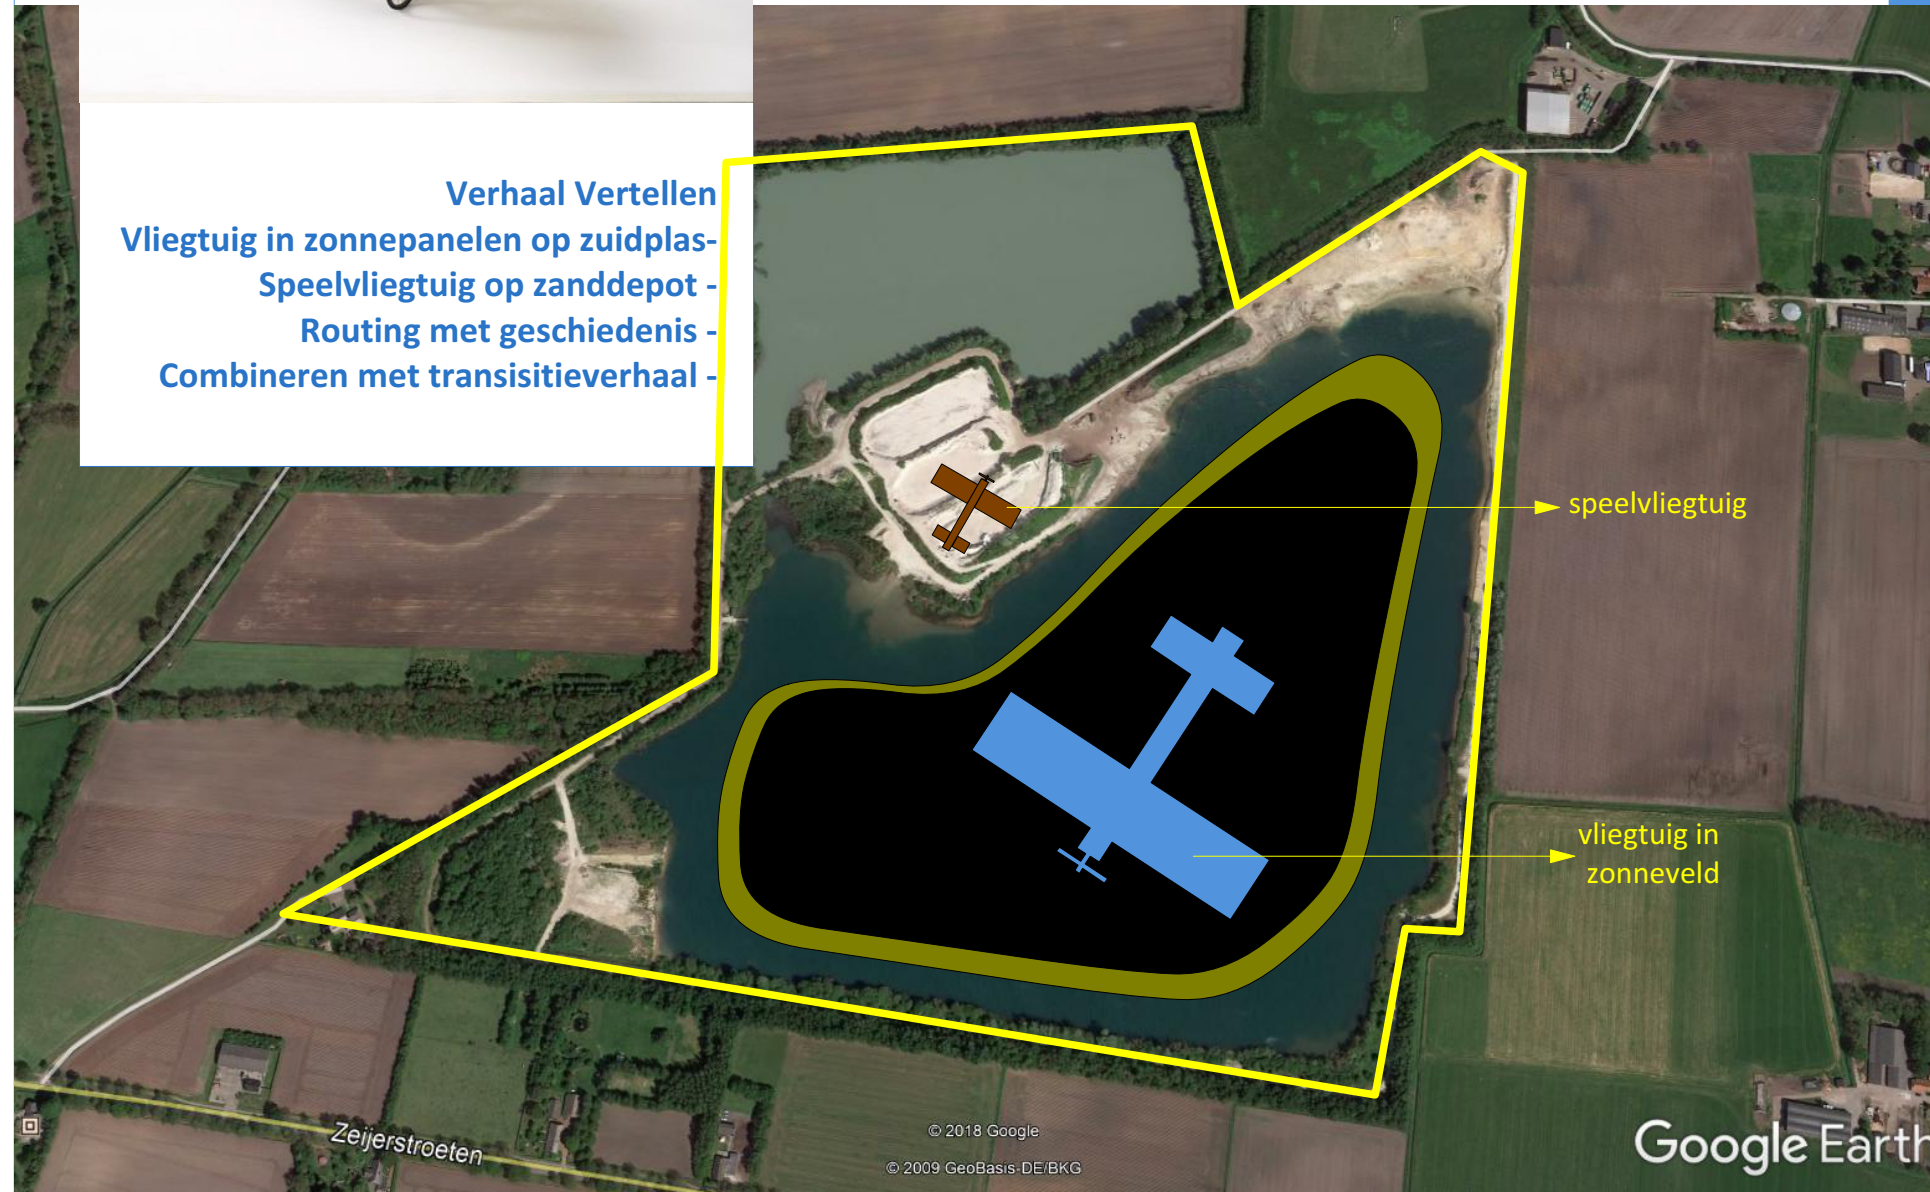 Verhaal Vertellen
Vliegtuig in zonnepanelen op zuidplas-
Speelvliegtuig op zanddepot -
Routing met geschiedenis -
Combineren met transisitieverhaal -
speelvliegtuig
vliegtuig in
zonneveld
Zeijerstroeten
© 2018 Google
© 2009 GeoBasis-DE/BKG
Google Earth